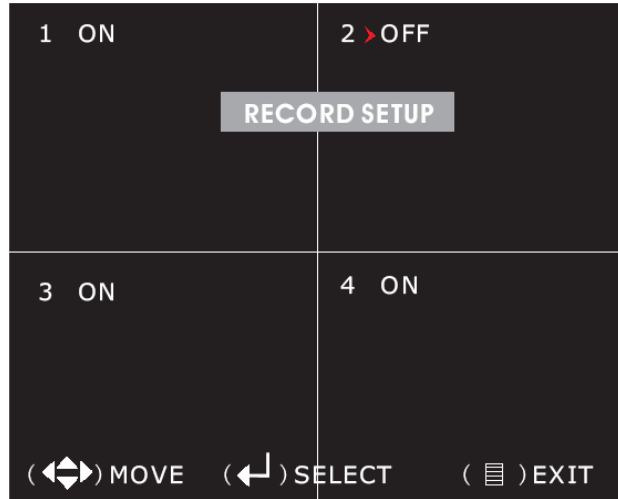 1 ON
2 OFF
RECORD SETUP
3 ON
4 ON
( ) MOVE ( ) SELECT ( ) EXIT